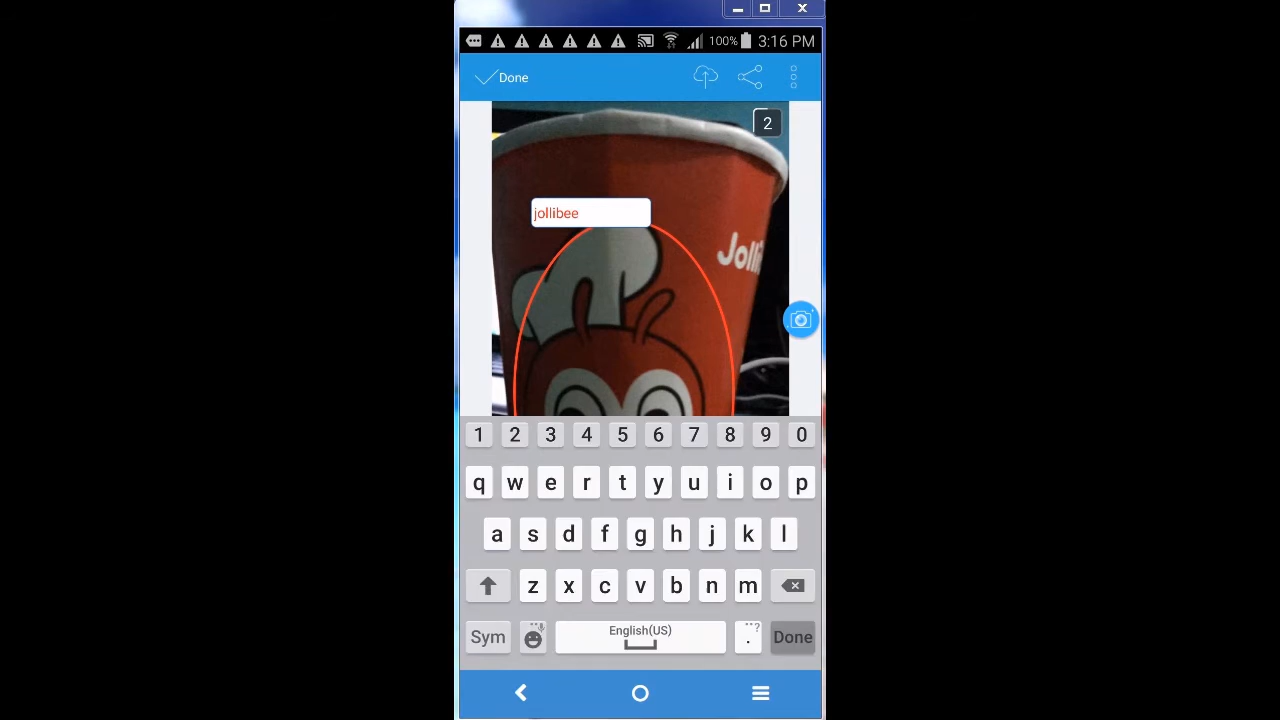 100% 3:16 PM
Done
2
jollibee
Jolli
1 2 3 4 5 6 7 8 9 0
q w e r t y u i o p
a s d f g h j k l
z x c v b n m
Sym English(US) . Done